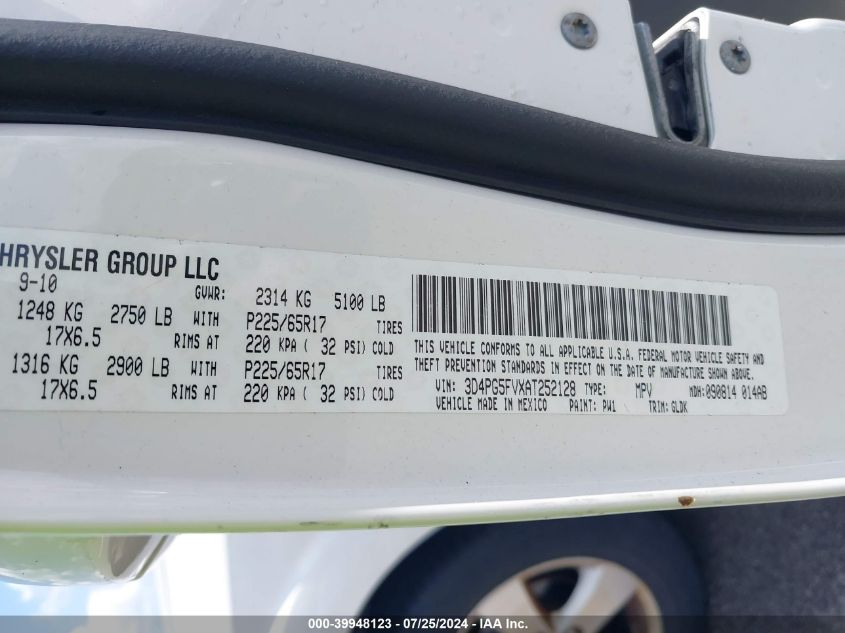 HRYSLER GROUP LLC
9-10
GVWR: 2314 KG 5100 LB
1248 KG 2750 LB WITH P225/65R17 TIRES
17X6.5 RIMS AT 220 KPA ( 32 PSI) COLD
1316 KG 2900 LB WITH P225/65R17 TIRES
17X6.5 RIMS AT 220 KPA ( 32 PSI) COLD
THIS VEHICLE CONFORMS TO ALL APPLICABLE U.S.A. FEDERAL MOTOR VEHICLE SAFETY AND
THEFT PREVENTION STANDARDS IN EFFECT ON THE DATE OF MANUFACTURE SHOWN ABOVE.
VIN: 3D4PG5FVXAT252128 TYPE: MPV MDH:090814 014AB
VEHICLE MADE IN MEXICO PAINT: PW1 TRIM: GLDK
000-39948123 - 07/25/2024 - IAA Inc.